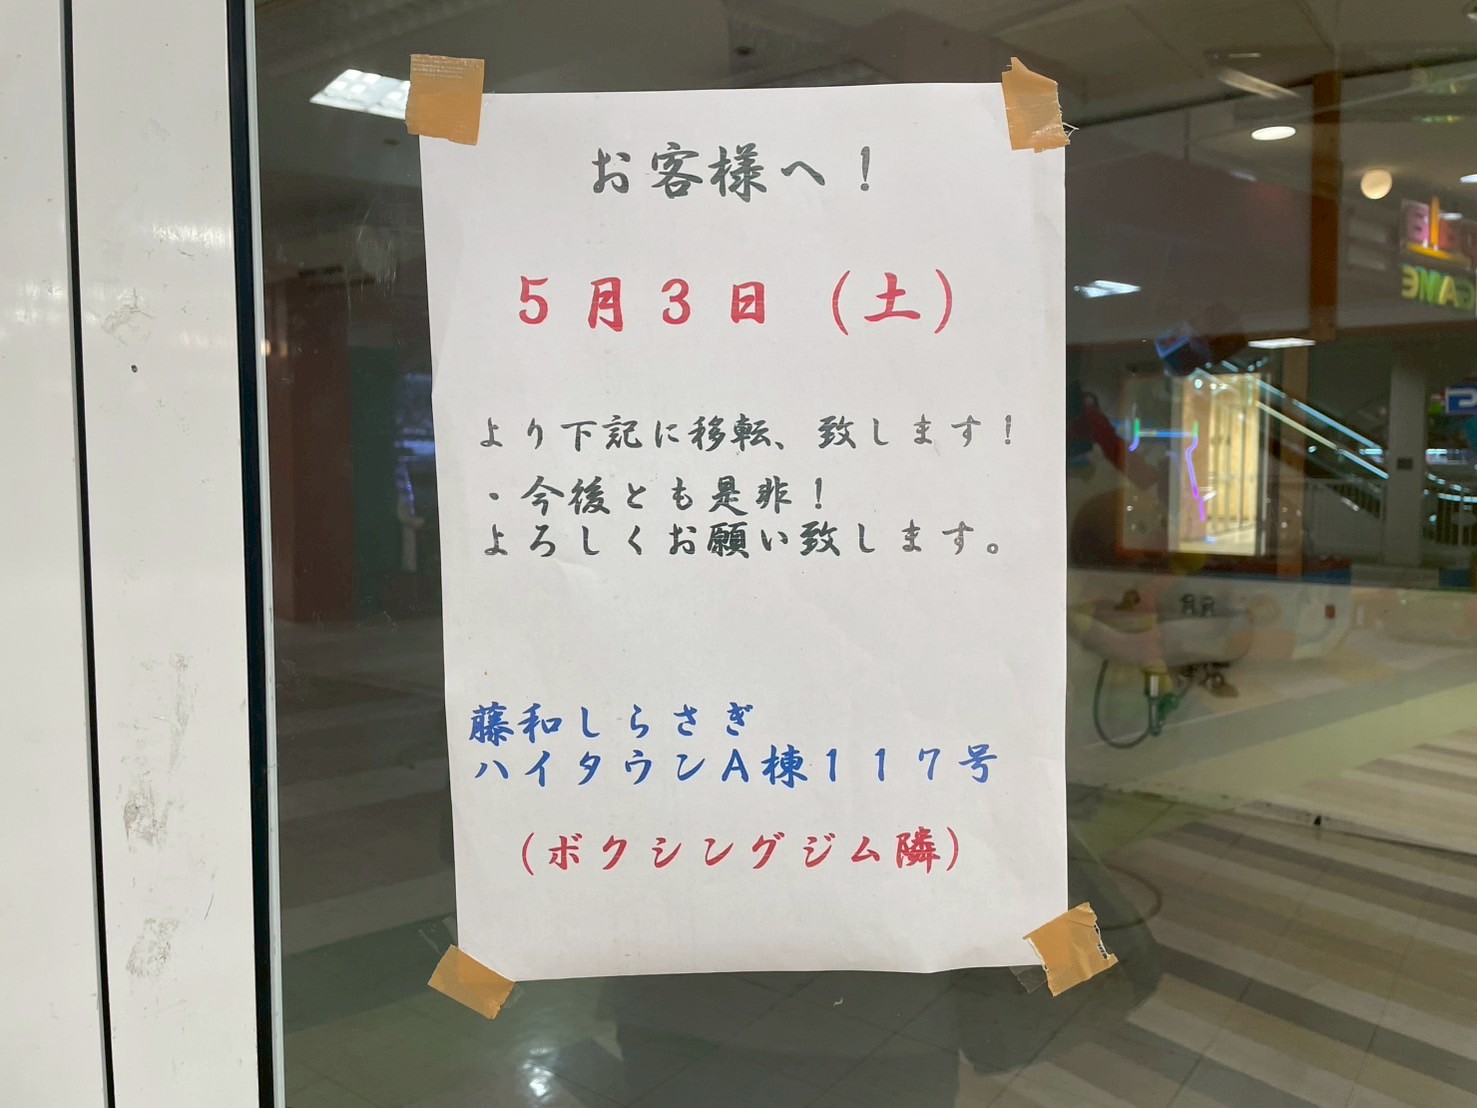 お客様へ！
５月３日（土）
より下記に移転、致します！
・今後とも是非！
よろしくお願い致します。
藤和しらさぎ
ハイタウンＡ棟１１７号
（ボクシングジム隣）
GAME